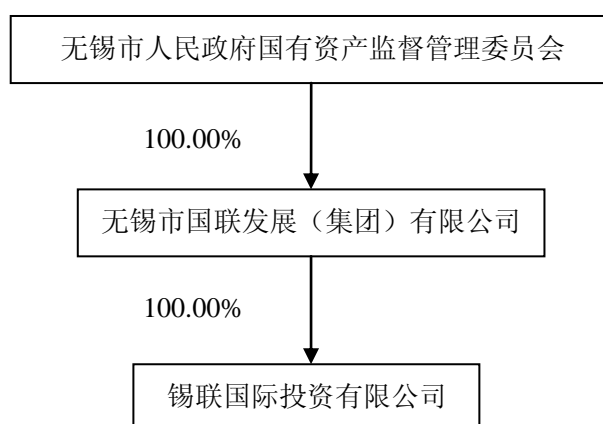 无锡市人民政府国有资产监督管理委员会
100.00%
无锡市国联发展（集团）有限公司
100.00%
锡联国际投资有限公司